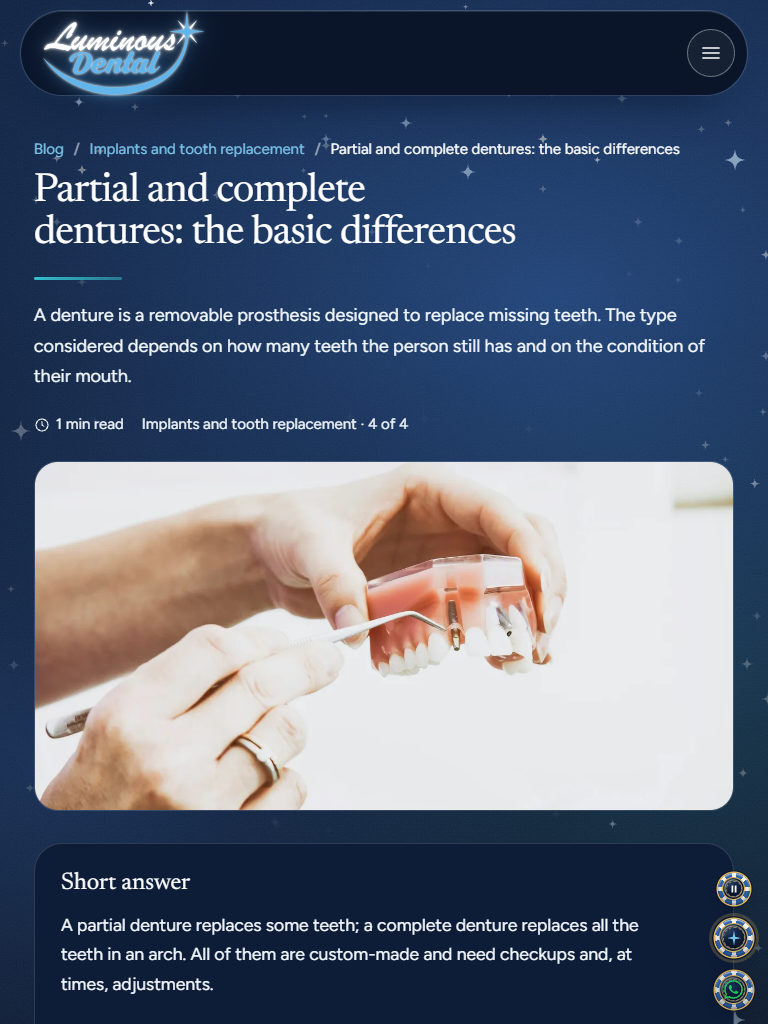 Luminous
Dental
Blog / Implants and tooth replacement / Partial and complete dentures: the basic differences
Partial and complete
dentures: the basic differences
A denture is a removable prosthesis designed to replace missing teeth. The type
considered depends on how many teeth the person still has and on the condition of
their mouth.
1 min read Implants and tooth replacement · 4 of 4
Short answer
A partial denture replaces some teeth; a complete denture replaces all the
teeth in an arch. All of them are custom-made and need checkups and, at
times, adjustments.